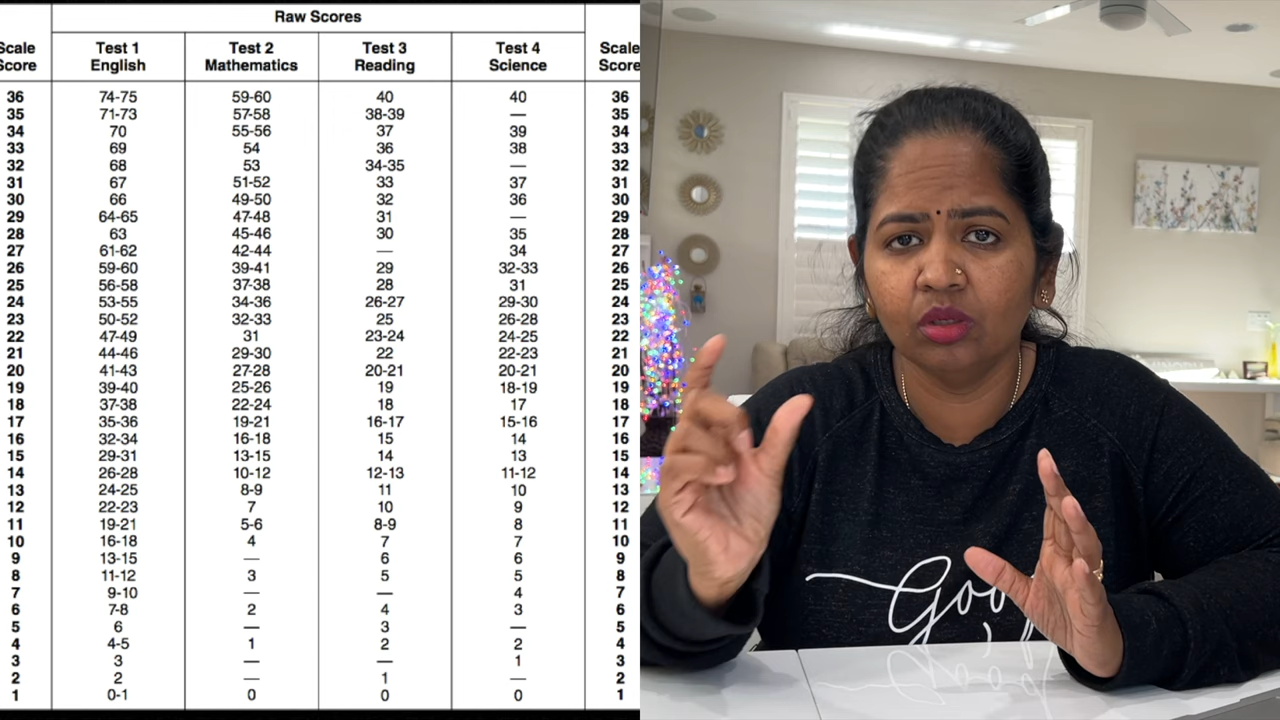 Raw Scores
Scale Score Test 1 English Test 2 Mathematics Test 3 Reading Test 4 Science Scale Score
36 74-75 59-60 40 40 36
35 71-73 57-58 38-39 — 35
34 70 55-56 37 39 34
33 69 54 36 38 33
32 68 53 34-35 — 32
31 67 51-52 33 37 31
30 66 49-50 32 36 30
29 64-65 47-48 31 — 29
28 63 45-46 30 35 28
27 61-62 42-44 — 34 27
26 59-60 39-41 29 32-33 26
25 56-58 37-38 28 31 25
24 53-55 34-36 26-27 29-30 24
23 50-52 32-33 25 26-28 23
22 47-49 31 23-24 24-25 22
21 44-46 29-30 22 22-23 21
20 41-43 27-28 20-21 20-21 20
19 39-40 25-26 19 18-19 19
18 37-38 22-24 18 17 18
17 35-36 19-21 16-17 15-16 17
16 32-34 16-18 15 14 16
15 29-31 13-15 14 13 15
14 26-28 10-12 12-13 11-12 14
13 24-25 8-9 11 10 13
12 22-23 7 10 9 12
11 19-21 5-6 8-9 8 11
10 16-18 4 7 7 10
9 13-15 — 6 6 9
8 11-12 3 5 5 8
7 9-10 — — 4 7
6 7-8 2 4 3 6
5 6 — 3 — 5
4 4-5 1 2 2 4
3 3 — — 1 3
2 2 — 1 — 2
1 0-1 0 0 0 1